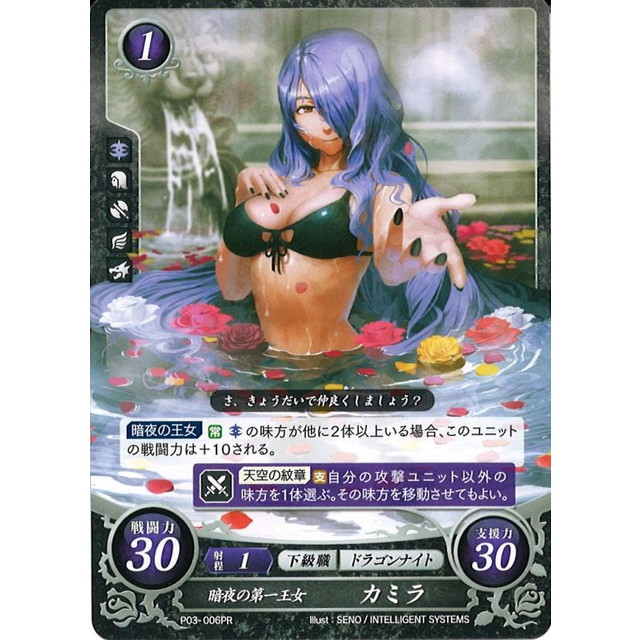 1
さ、きょうだいで仲良くしましょう?
暗夜の王女 常 の味方が他に2体以上いる場合、このユニット
の戦闘力は+10される。
天空の紋章 支 自分の攻撃ユニット以外の
味方を1体選ぶ。その味方を移動させてもよい。
戦闘力
30
射程
1
下級職
ドラゴンナイト
支援力
30
暗夜の第一王女
カミラ
P03-006PR
Illust : SENO / INTELLIGENT SYSTEMS